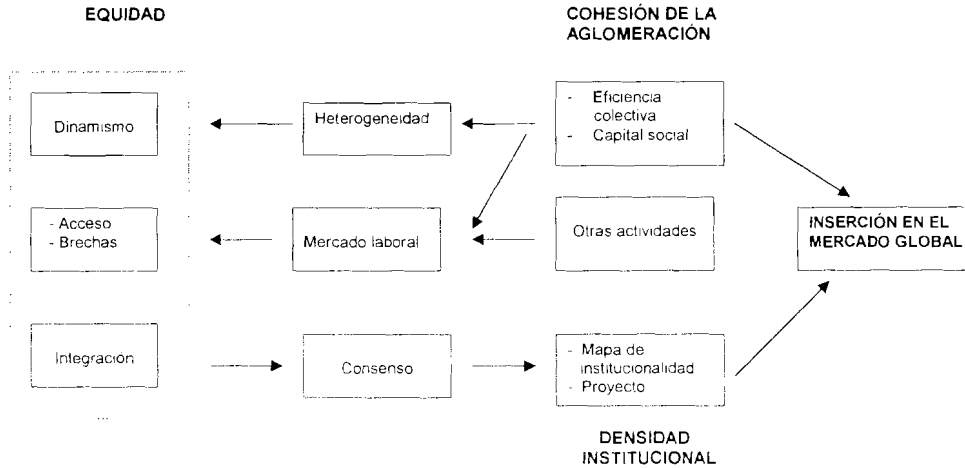 EQUIDAD
COHESIÓN DE LA
AGLOMERACIÓN
Dinamismo
Heterogeneidad
- Eficiencia
colectiva
- Capital social
- Acceso
- Brechas
Mercado laboral
Otras actividades
INSERCIÓN EN EL
MERCADO GLOBAL
Integración
Consenso
- Mapa de
institucionalidad
- Proyecto
...
DENSIDAD
INSTITUCIONAL